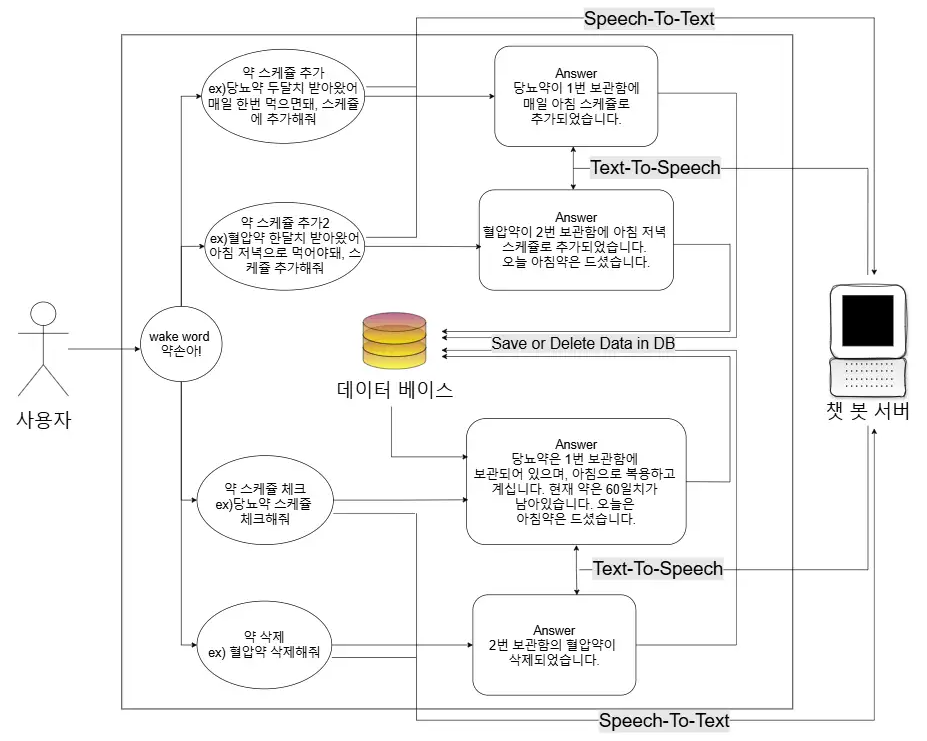 Speech-To-Text
약 스케쥴 추가
ex)당뇨약 두달치 받아왔어
매일 한번 먹으면돼, 스케쥴
에 추가해줘
Answer
당뇨약이 1번 보관함에
매일 아침 스케쥴로
추가되었습니다.
Text-To-Speech
약 스케쥴 추가2
ex)혈압약 한달치 받아왔어
아침 저녁으로 먹어야돼, 스
케쥴 추가해줘
Answer
혈압약이 2번 보관함에 아침 저녁
스케쥴로 추가되었습니다.
오늘 아침약은 드셨습니다.
wake word
약손아!
사용자
Save or Delete Data in DB
데이터 베이스
챗 봇 서버
약 스케쥴 체크
ex)당뇨약 스케쥴
체크해줘
Answer
당뇨약은 1번 보관함에
보관되어 있으며, 아침으로 복용하고
계십니다. 현재 약은 60일치가
남아있습니다. 오늘은
아침약은 드셨습니다.
Text-To-Speech
약 삭제
ex) 혈압약 삭제해줘
Answer
2번 보관함의 혈압약이
삭제되었습니다.
Speech-To-Text